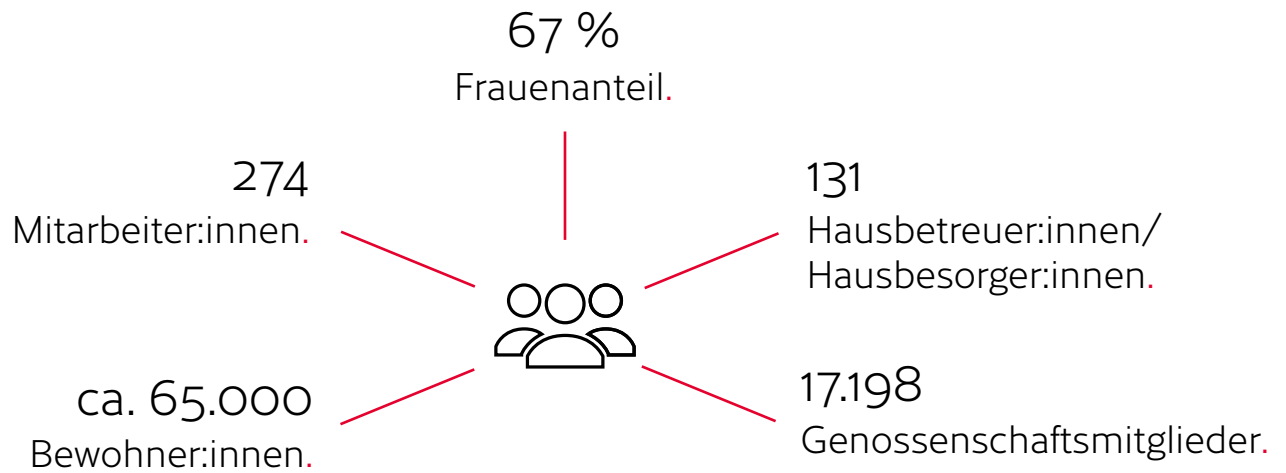 67 %
Frauenanteil.
274
Mitarbeiter:innen.
131
Hausbetreuer:innen/
Hausbesorger:innen.
ca. 65.000
Bewohner:innen.
17.198
Genossenschaftsmitglieder.